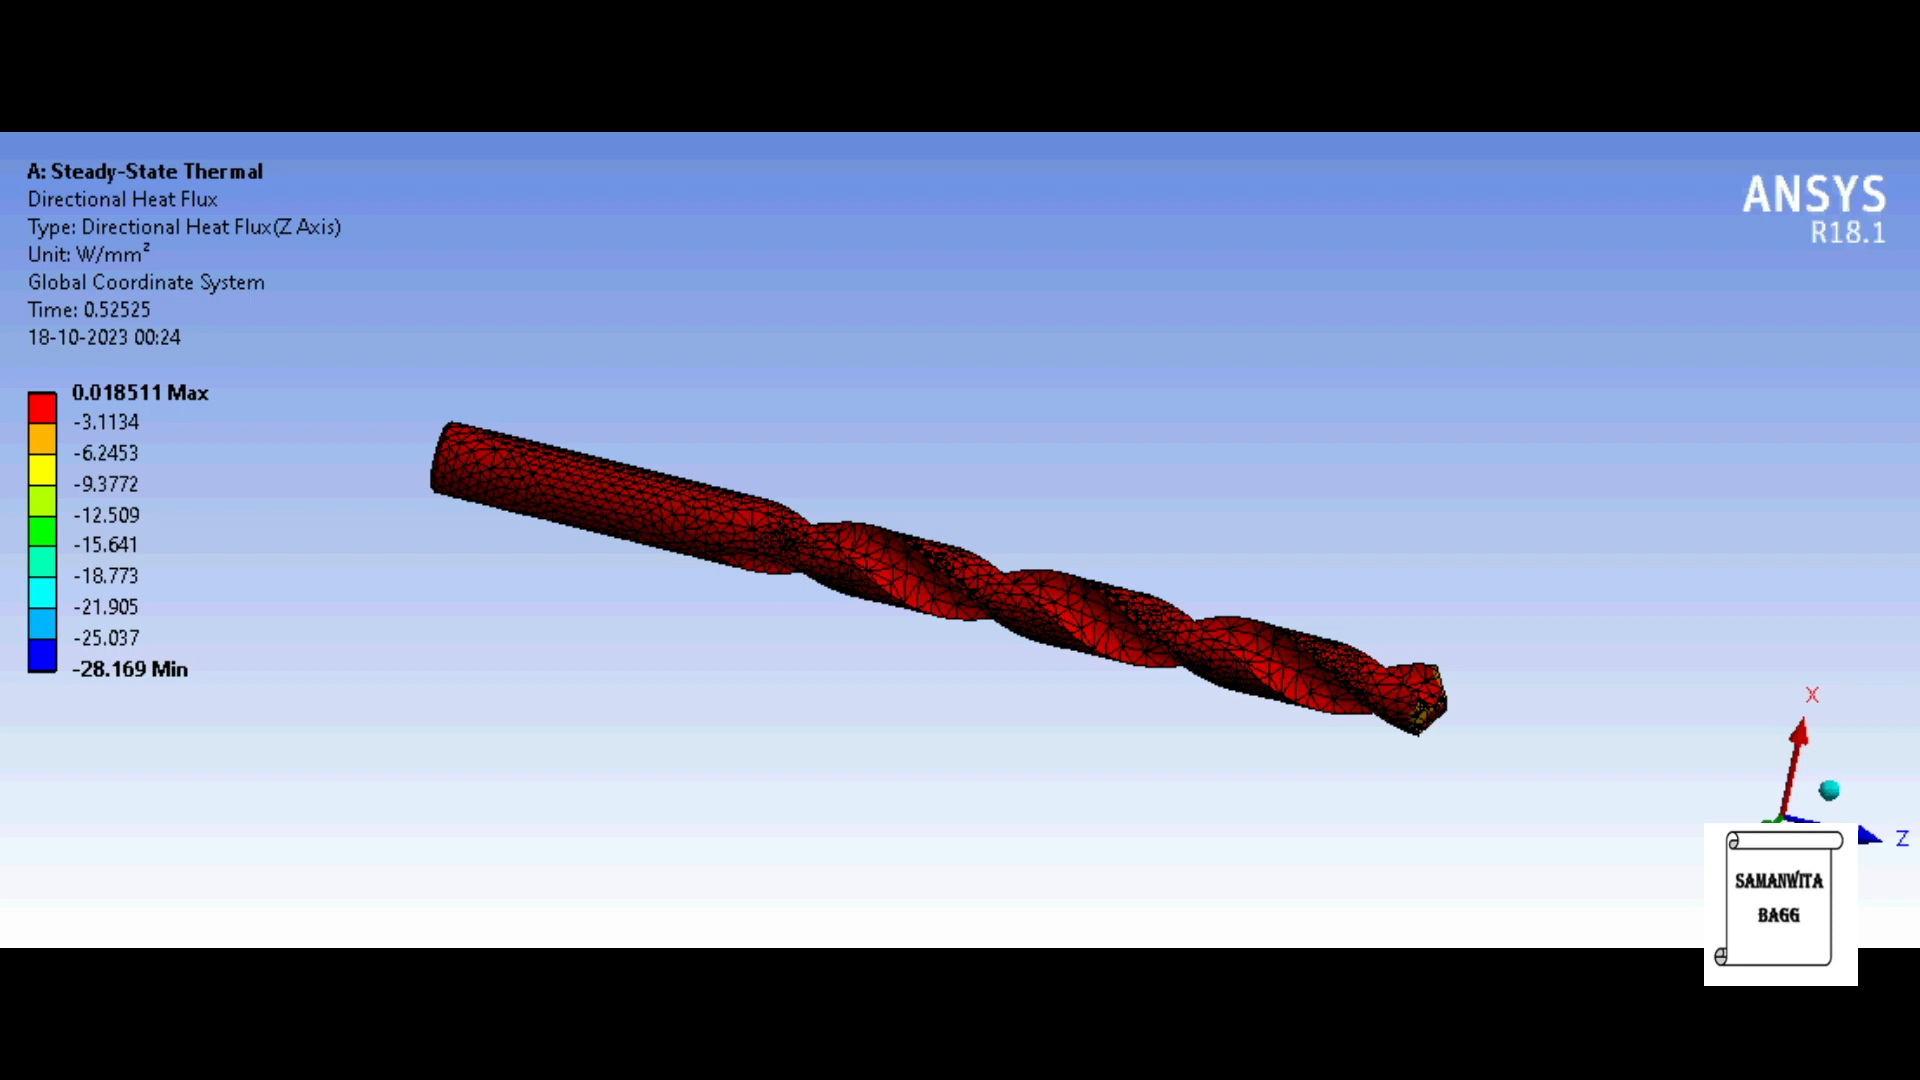 A: Steady-State Thermal
Directional Heat Flux
Type: Directional Heat Flux(Z Axis)
Unit: W/mm²
Global Coordinate System
Time: 0.52525
18-10-2023 00:24
0.018511 Max
-3.1134
-6.2453
-9.3772
-12.509
-15.641
-18.773
-21.905
-25.037
-28.169 Min
ANSYS
R18.1
X
Z
SAMANWITA
BAGG